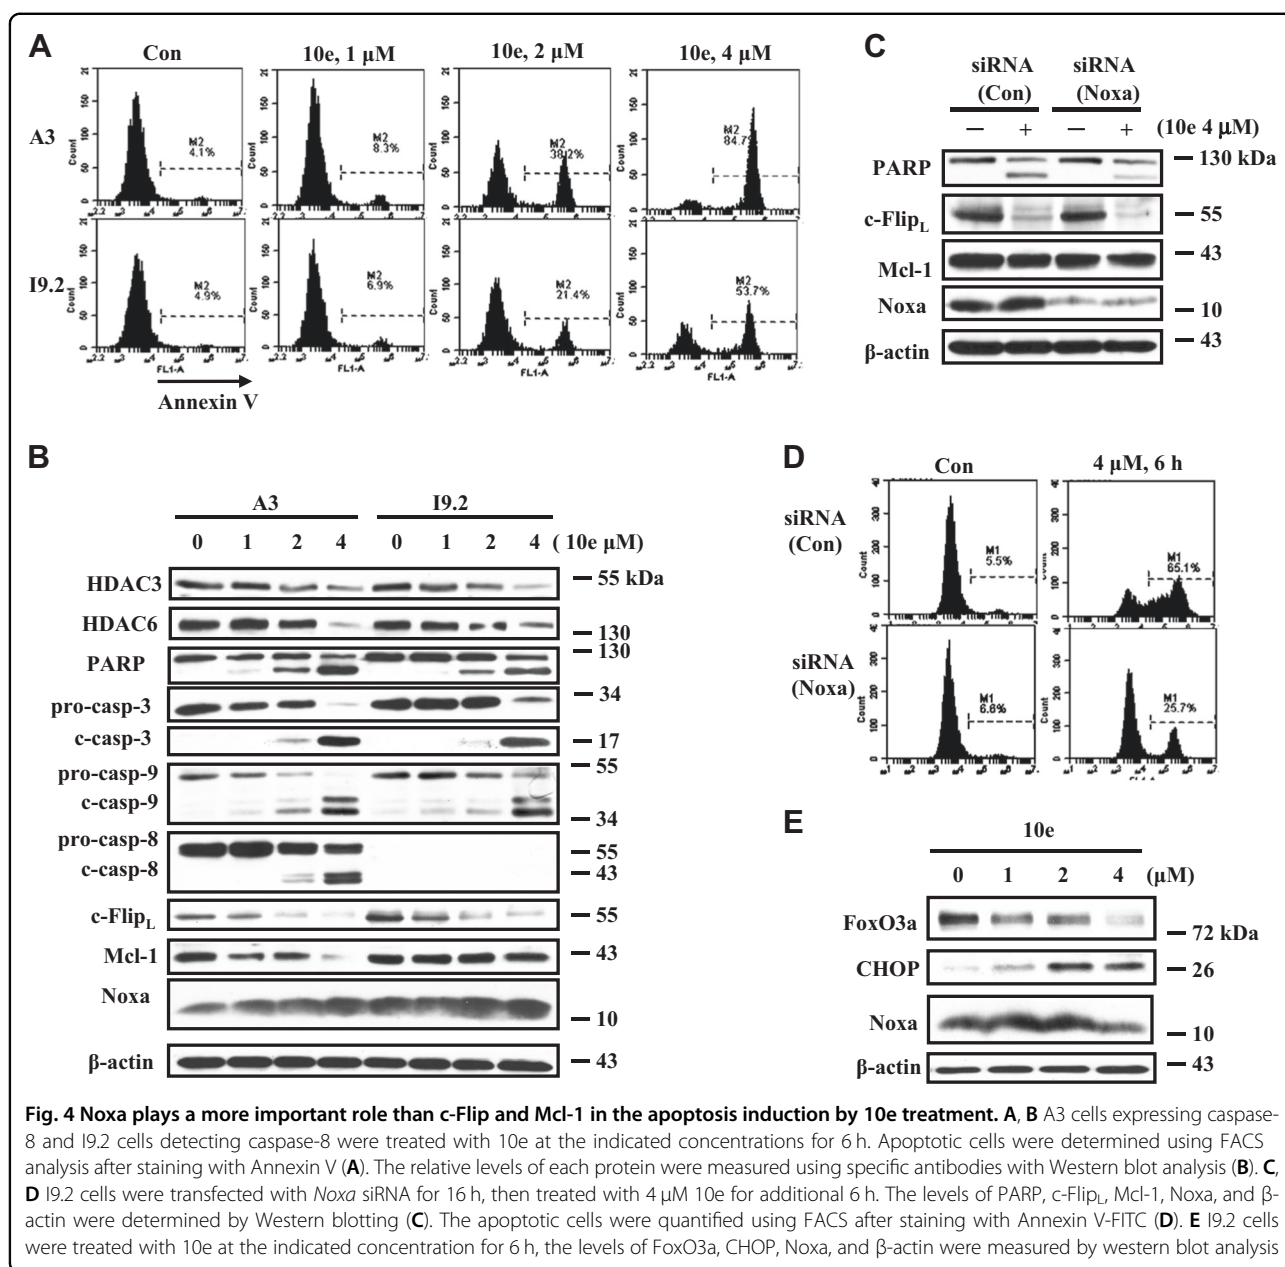 A
Con
10e, 1 µM
10e, 2 µM
10e, 4 µM
A3
I9.2
Count
M2
4.1%
M2
8.3%
M2
38.2%
M2
84.7%
M2
4.9%
M2
6.9%
M2
21.4%
M2
53.7%
FL1-A
Annexin V
B
A3
I9.2
0 1 2 4 0 1 2 4 ( 10e µM)
HDAC3
55 kDa
HDAC6
130
PARP
130
pro-casp-3
34
c-casp-3
17
pro-casp-9
55
c-casp-9
34
pro-casp-8
55
c-casp-8
43
c-FlipL
55
Mcl-1
43
Noxa
10
β-actin
43
C
siRNA
(Con)
siRNA
(Noxa)
− + − + (10e 4 µM)
PARP
130 kDa
c-FlipL
55
Mcl-1
43
Noxa
10
β-actin
43
D
Con
4 µM, 6 h
siRNA
(Con)
M1
5.5%
M1
65.1%
siRNA
(Noxa)
M1
6.6%
M1
25.7%
Count
E
10e
0 1 2 4 (µM)
FoxO3a
72 kDa
CHOP
26
Noxa
10
β-actin
43
Fig. 4 Noxa plays a more important role than c-Flip and Mcl-1 in the apoptosis induction by 10e treatment. A, B A3 cells expressing caspase-
8 and I9.2 cells detecting caspase-8 were treated with 10e at the indicated concentrations for 6 h. Apoptotic cells were determined using FACS
analysis after staining with Annexin V (A). The relative levels of each protein were measured using specific antibodies with Western blot analysis (B). C,
D I9.2 cells were transfected with Noxa siRNA for 16 h, then treated with 4 µM 10e for additional 6 h. The levels of PARP, c-FlipL, Mcl-1, Noxa, and β-
actin were determined by Western blotting (C). The apoptotic cells were quantified using FACS after staining with Annexin V-FITC (D). E I9.2 cells
were treated with 10e at the indicated concentration for 6 h, the levels of FoxO3a, CHOP, Noxa, and β-actin were measured by western blot analysis